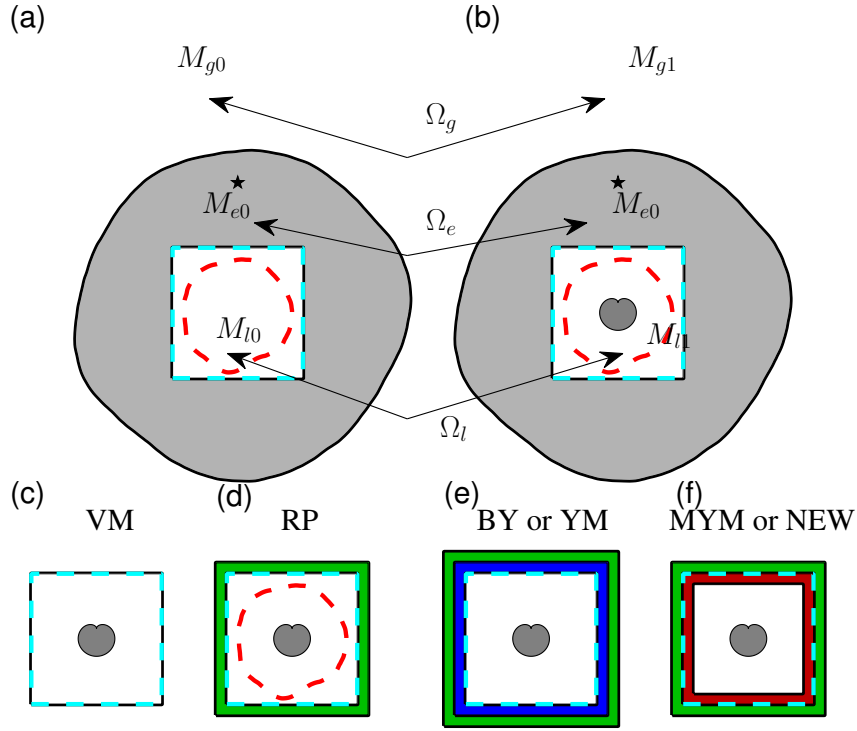 (a) (b)
M_{g0} M_{g1}
Ω_g
M_{e0} M_{e0}
Ω_e
M_{l0} M_{l1}
Ω_l
(c) (d) (e) (f)
VM RP BY or YM MYM or NEW